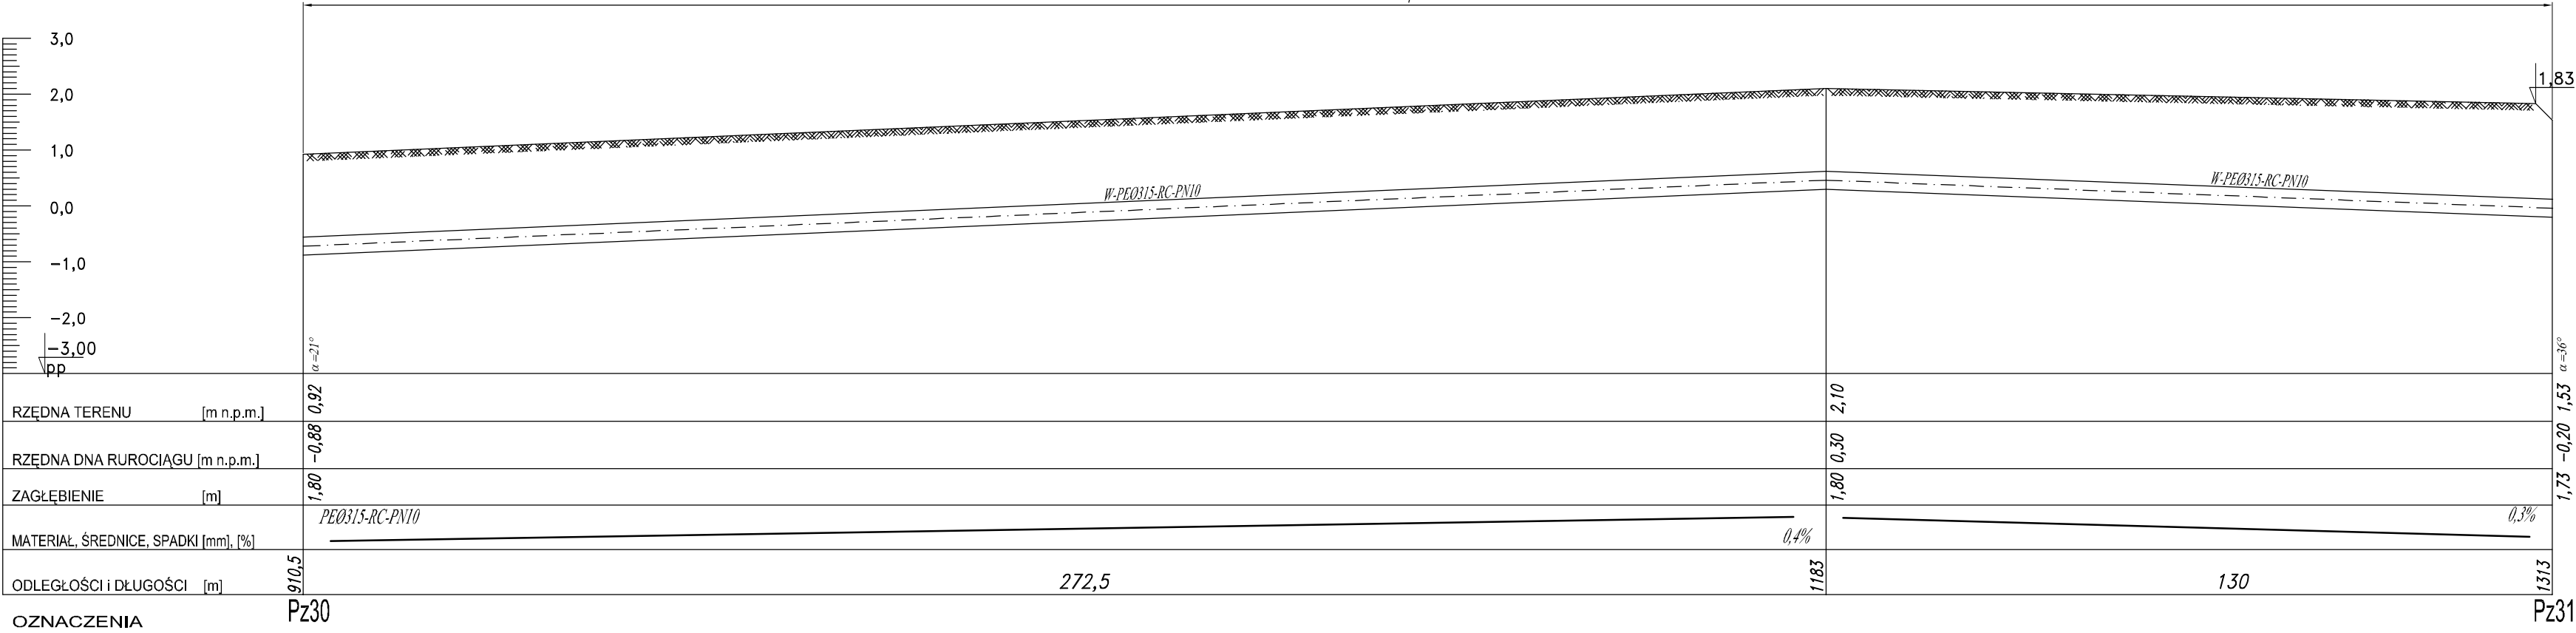 3,0
2,0
1,0
0,0
-1,0
-2,0
-3,00
pp
1,83
W-PEØ315-RC-PN10
W-PEØ315-RC-PN10
α=21°
α=36°
RZĘDNA TERENU [m n.p.m.] 0,92 2,10 1,53
RZĘDNA DNA RUROCIĄGU [m n.p.m.] -0,88 0,30 -0,20
ZAGŁĘBIENIE [m] 1,80 1,80 1,73
MATERIAŁ, ŚREDNICE, SPADKI [mm], [%] PEØ315-RC-PN10 0,4% 0,3%
ODLEGŁOŚCI i DŁUGOŚCI [m] 910,5 272,5 1183 130 1313
Pz30 Pz31
OZNACZENIA